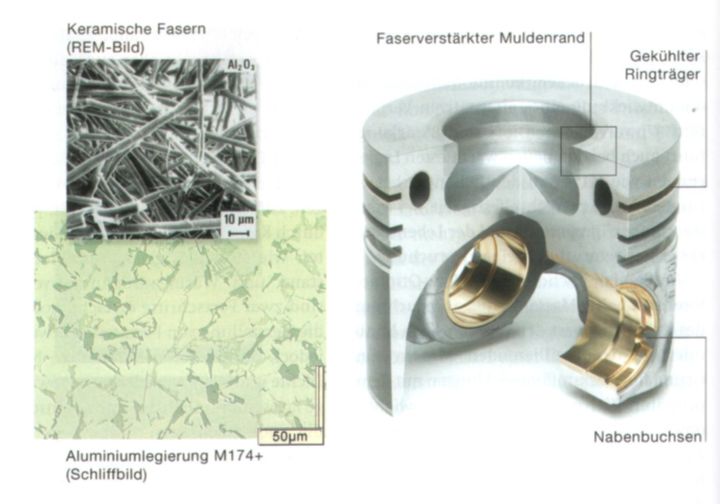 Keramische Fasern
(REM-Bild)
Al₂O₃
10 µm
50µm
Aluminiumlegierung M174+
(Schliffbild)
Faserverstärkter Muldenrand
Gekühlter
Ringträger
Nabenbuchsen